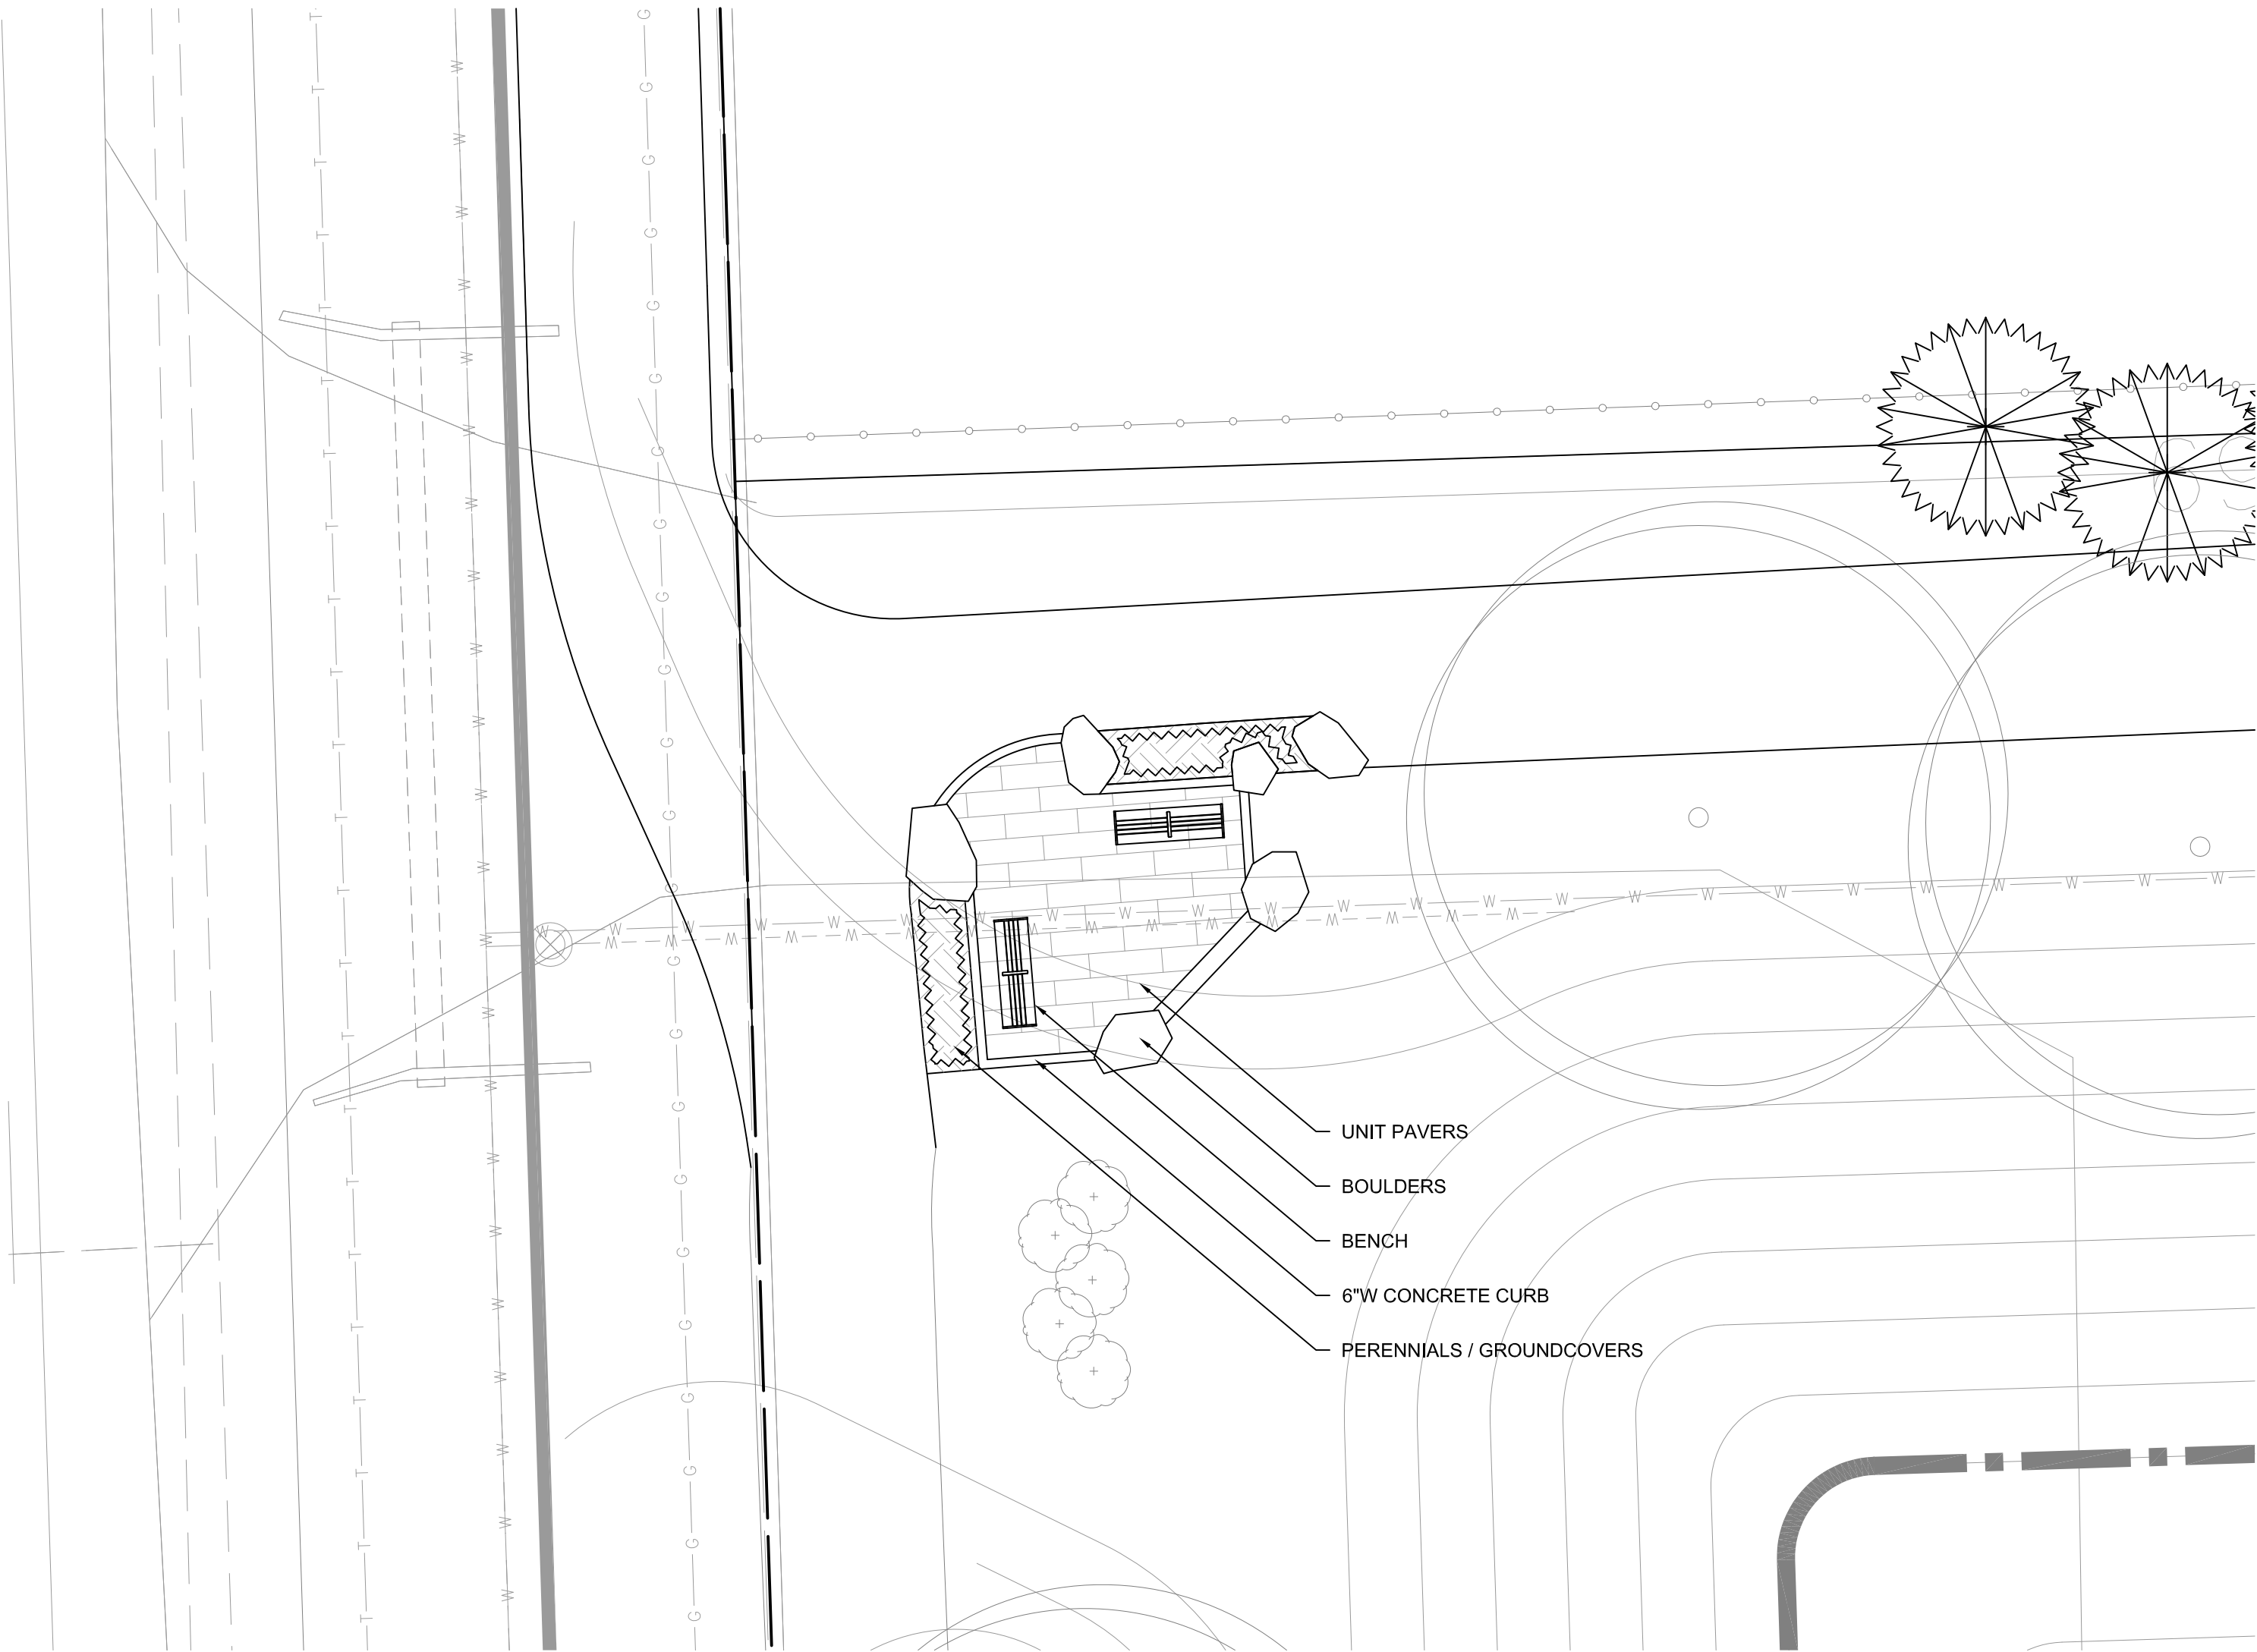 UNIT PAVERS
BOULDERS
BENCH
6"W CONCRETE CURB
PERENNIALS / GROUNDCOVERS